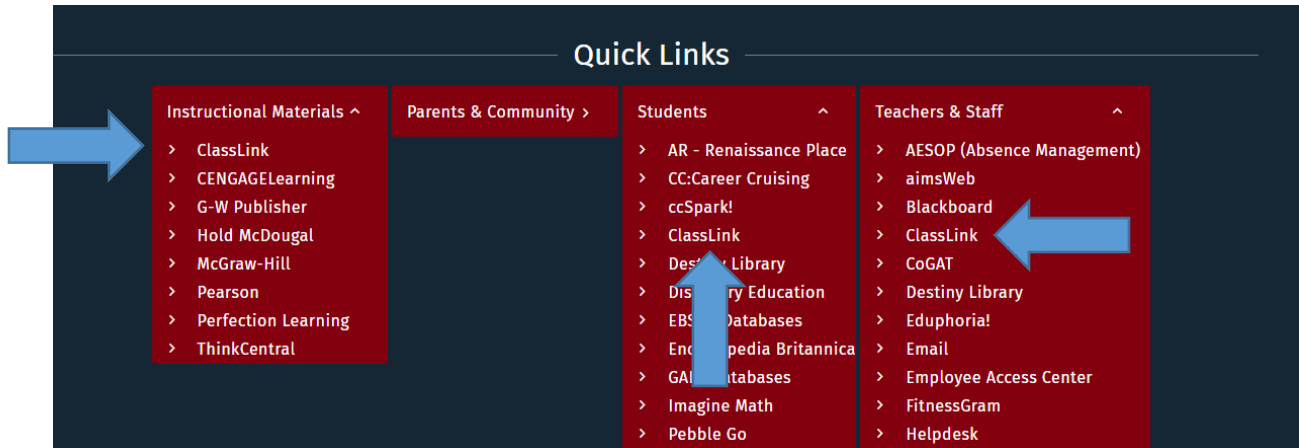 Quick Links
Instructional Materials
ClassLink
CENGAGELearning
G-W Publisher
Hold McDougal
McGraw-Hill
Pearson
Perfection Learning
ThinkCentral
Parents & Community
Students
AR - Renaissance Place
CC:Career Cruising
ccSpark!
ClassLink
Library
Education
Databases
Britannica
Imagine Math
Pebble Go
Teachers & Staff
AESOP (Absence Management)
aimsWeb
Blackboard
ClassLink
CoGAT
Destiny Library
Eduphoria!
Email
Employee Access Center
FitnessGram
Helpdesk